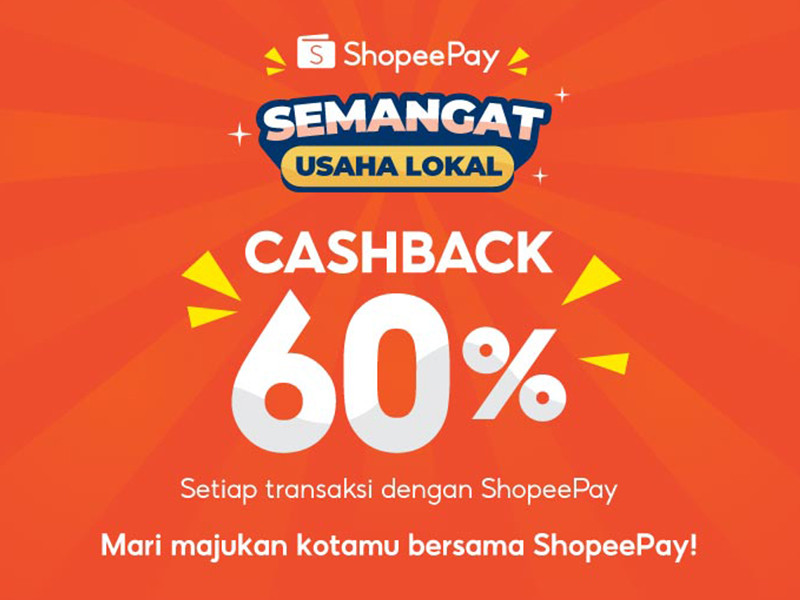 ShopeePay
SEMANGAT
USAHA LOKAL
CASHBACK
60%
Setiap transaksi dengan ShopeePay
Mari majukan kotamu bersama ShopeePay!